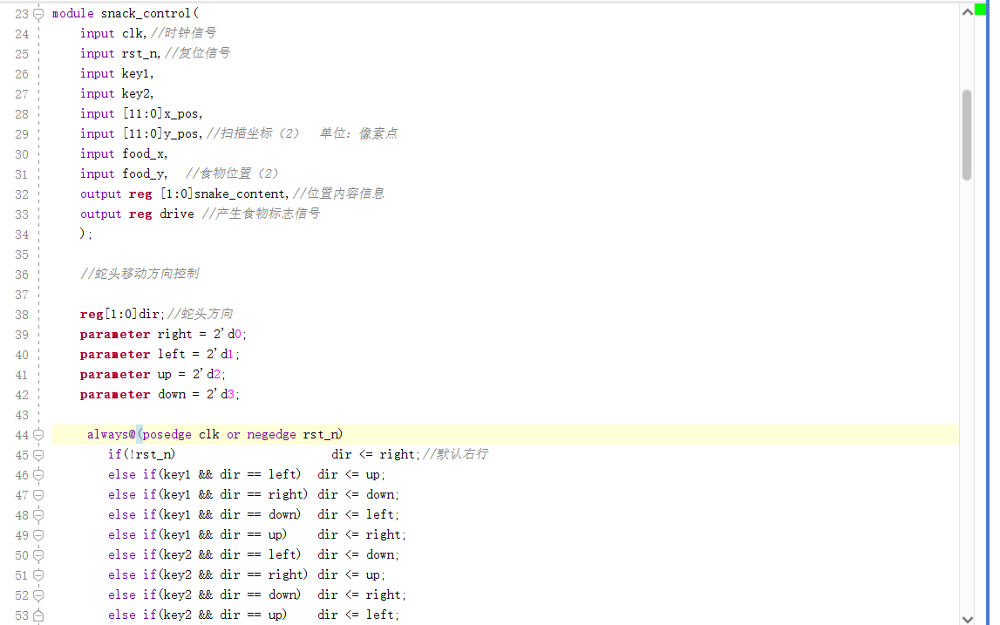 23 module snack_control(
24 input clk,//时钟信号
25 input rst_n,//复位信号
26 input key1,
27 input key2,
28 input [11:0]x_pos,
29 input [11:0]y_pos,//扫描坐标（2） 单位：像素点
30 input food_x,
31 input food_y, //食物位置（2）
32 output reg [1:0]snake_content,//位置内容信息
33 output reg drive //产生食物标志信号
34 );
35
36 //蛇头移动方向控制
37
38 reg[1:0]dir;//蛇头方向
39 parameter right = 2'd0;
40 parameter left = 2'd1;
41 parameter up = 2'd2;
42 parameter down = 2'd3;
43
44 always@(posedge clk or negedge rst_n)
45 if(!rst_n) dir <= right;//默认右行
46 else if(key1 && dir == left) dir <= up;
47 else if(key1 && dir == right) dir <= down;
48 else if(key1 && dir == down) dir <= left;
49 else if(key1 && dir == up) dir <= right;
50 else if(key2 && dir == left) dir <= down;
51 else if(key2 && dir == right) dir <= up;
52 else if(key2 && dir == down) dir <= right;
53 else if(key2 && dir == up) dir <= left;